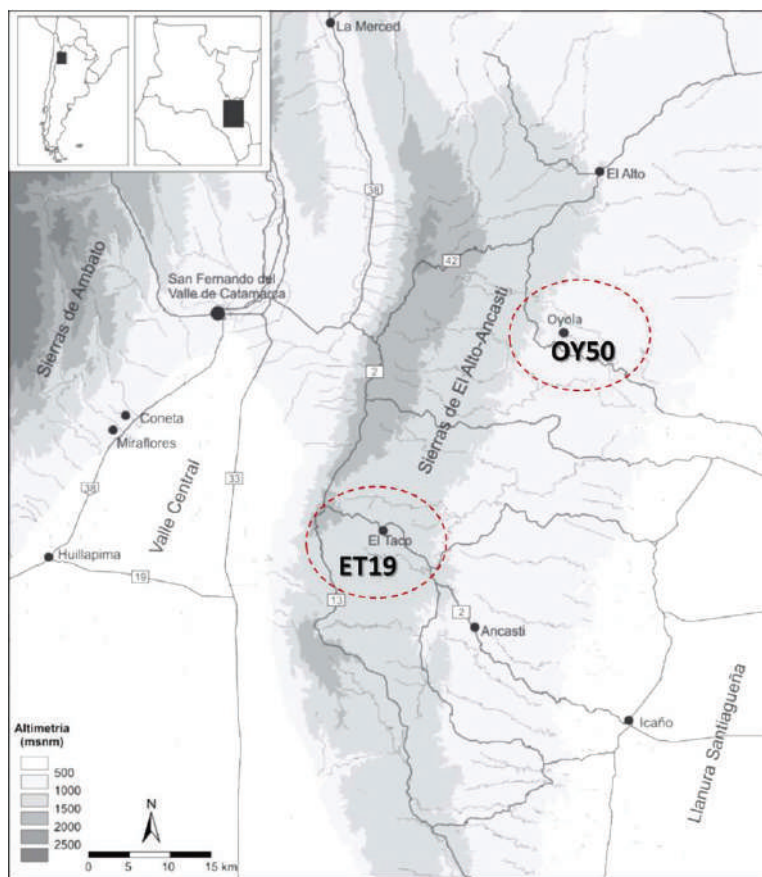 La Merced
El Alto
38
42
San Fernando del
Valle de Catamarca
Sierras de Ambato
Oyola
OY50
Sierras de El Alto-Ancasti
2
Coneta
Miraflores
38
Valle Central
33
El Taco
ET19
Huillapima
19
13
2
Ancasti
Icaño
Llanura Santiagueña
Altimetría
(msnm)
500
1000
1500
2000
2500
N
0 5 10 15 km